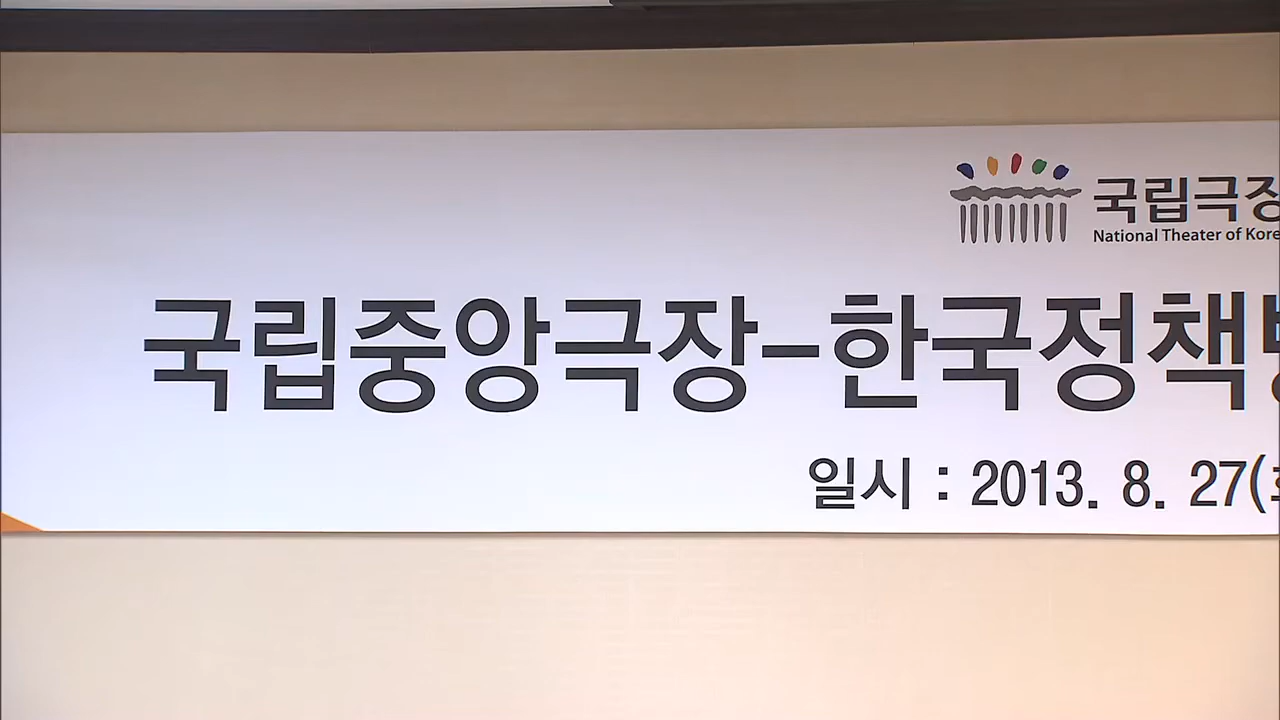 국립극장
National Theater of Kore
국립중앙극장-한국정책
일시 : 2013. 8. 27(